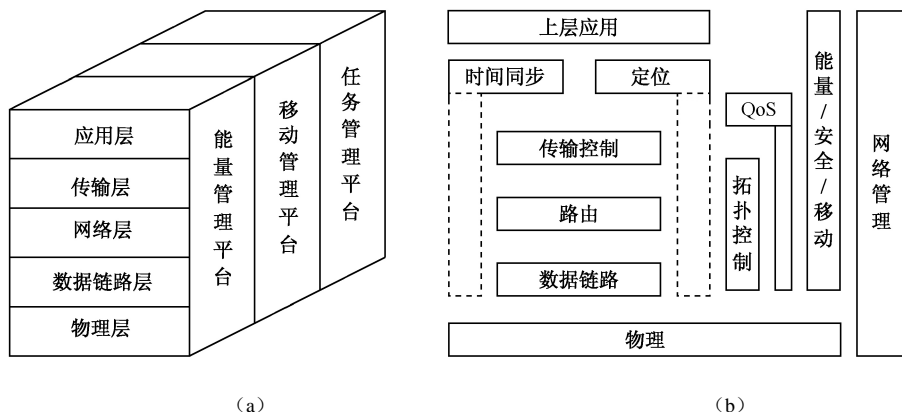 应用层
传输层
网络层
数据链路层
物理层
能量管理平台
移动管理平台
任务管理平台
(a)
上层应用
时间同步
定位
传输控制
路由
数据链路
物理
QoS
拓扑控制
能量/安全/移动
网络管理
(b)